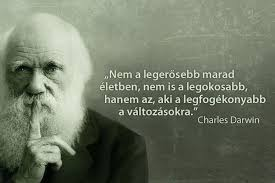 „Nem a legerősebb marad
életben, nem is a legokosabb,
hanem az, aki a legfogékonyabb
a változásokra.”
Charles Darwin